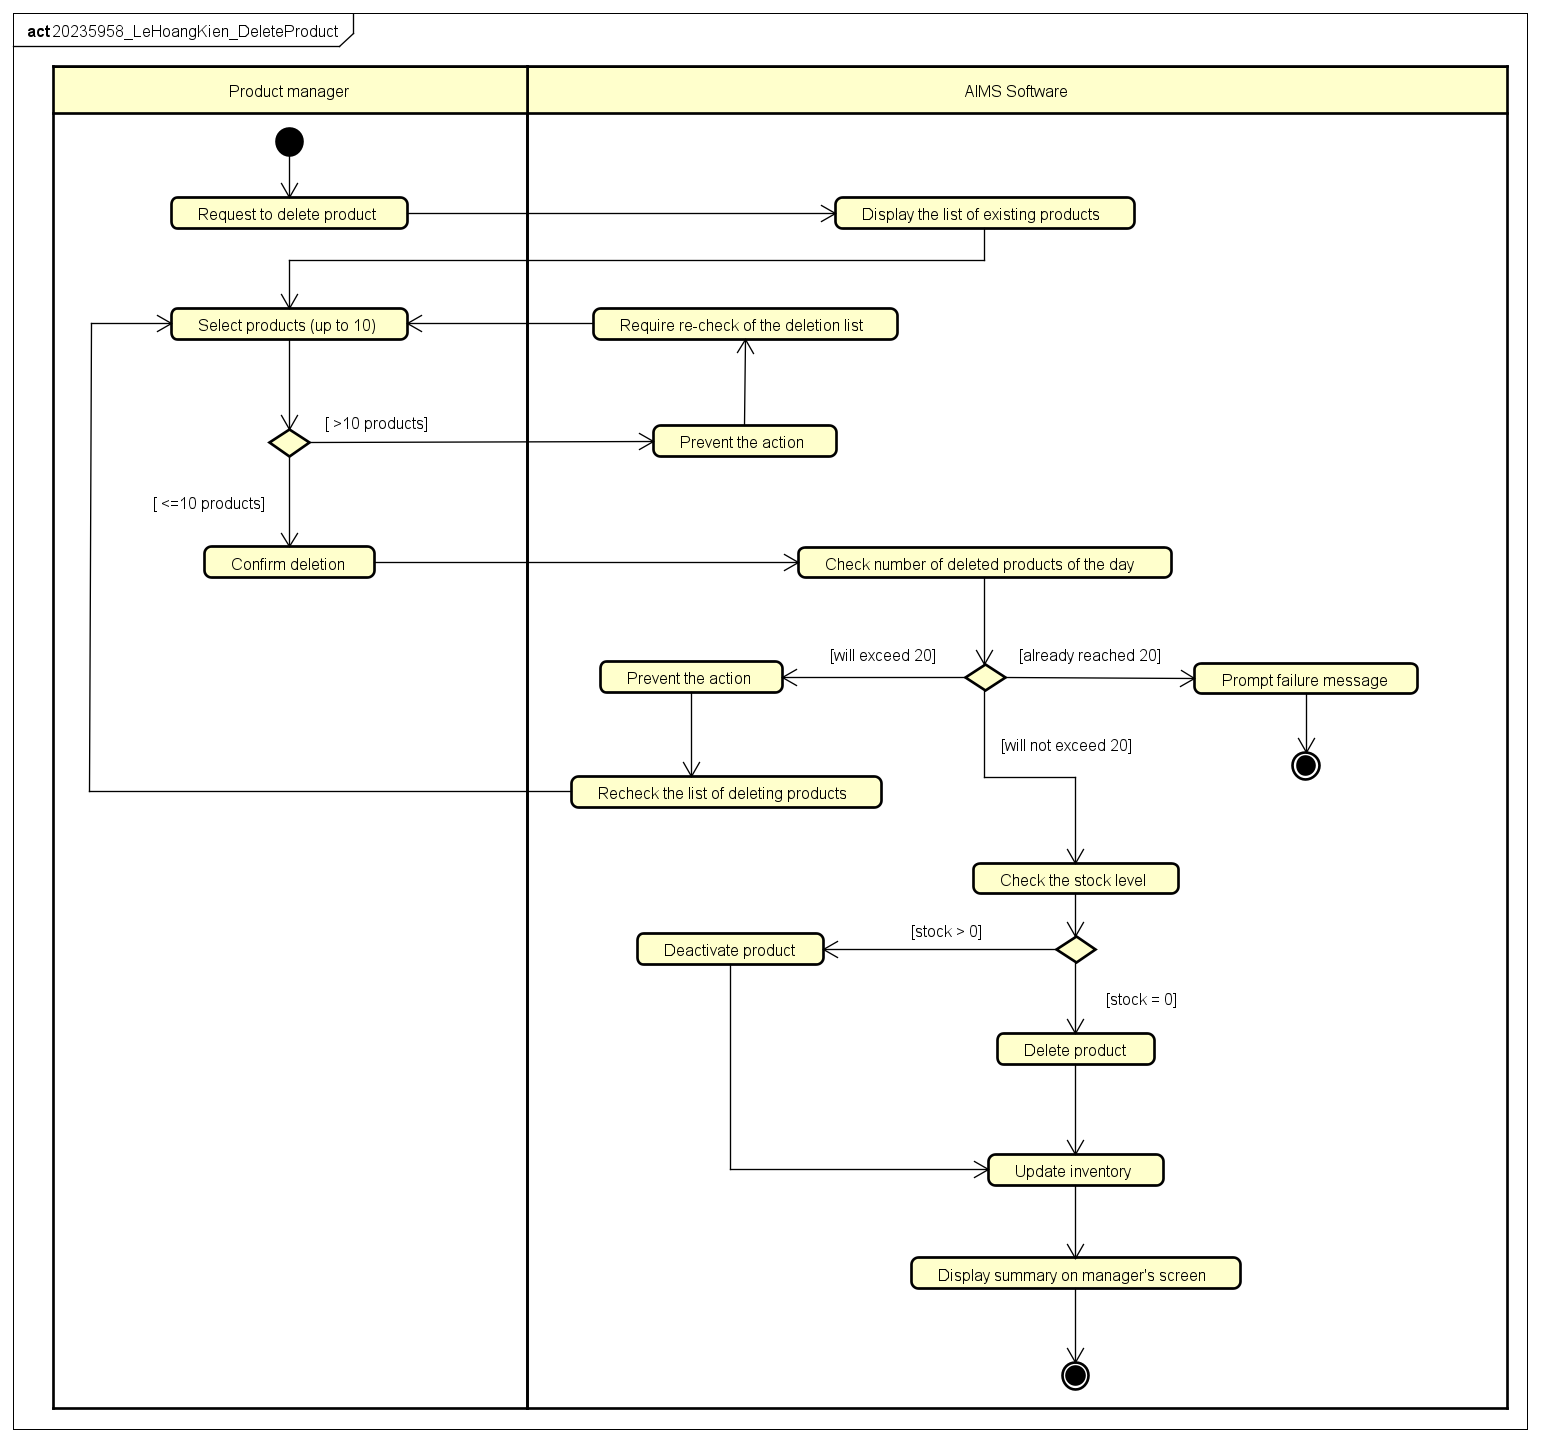 act 20235958_LeHoangKien_DeleteProduct
Product manager
AIMS Software
Request to delete product
Display the list of existing products
Select products (up to 10)
Require re-check of the deletion list
[ >10 products]
Prevent the action
[ <=10 products]
Confirm deletion
Check number of deleted products of the day
[will exceed 20]
[already reached 20]
Prevent the action
Prompt failure message
[will not exceed 20]
Recheck the list of deleting products
Check the stock level
[stock > 0]
Deactivate product
[stock = 0]
Delete product
Update inventory
Display summary on manager's screen